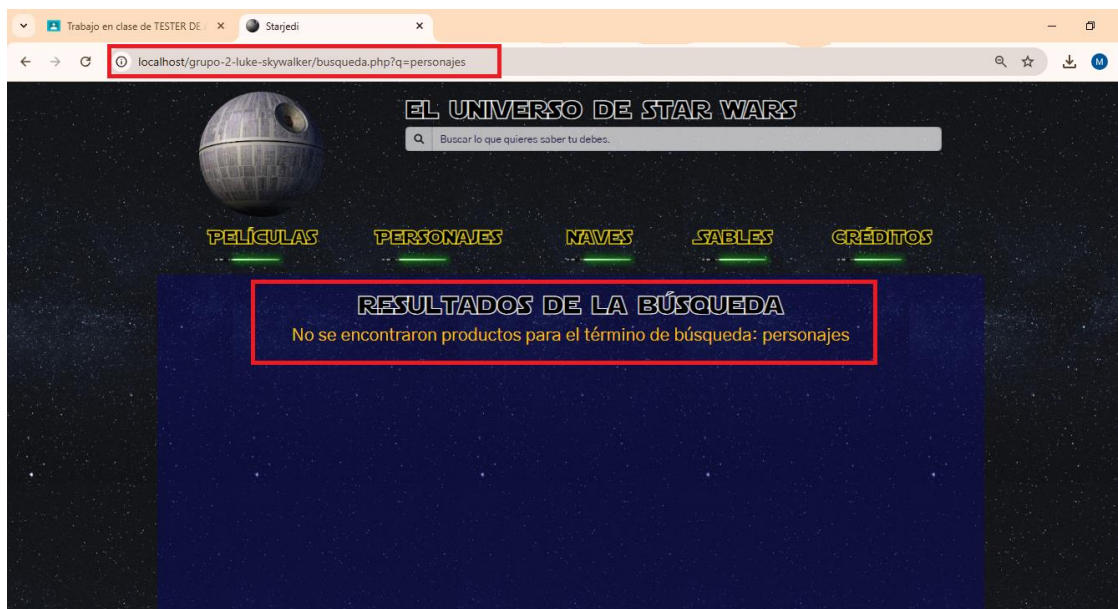 Trabajo en clase de TESTER DE
Starjedi
localhost/grupo-2-luke-skywalker/busqueda.php?q=personajes
M
EL UNIVERSO DE STAR WARS
Buscar lo que quieres saber tu debes.
PELÍCULAS PERSONAJES NAVES SABLES CRÉDITOS
RESULTADOS DE LA BÚSQUEDA
No se encontraron productos para el término de búsqueda: personajes